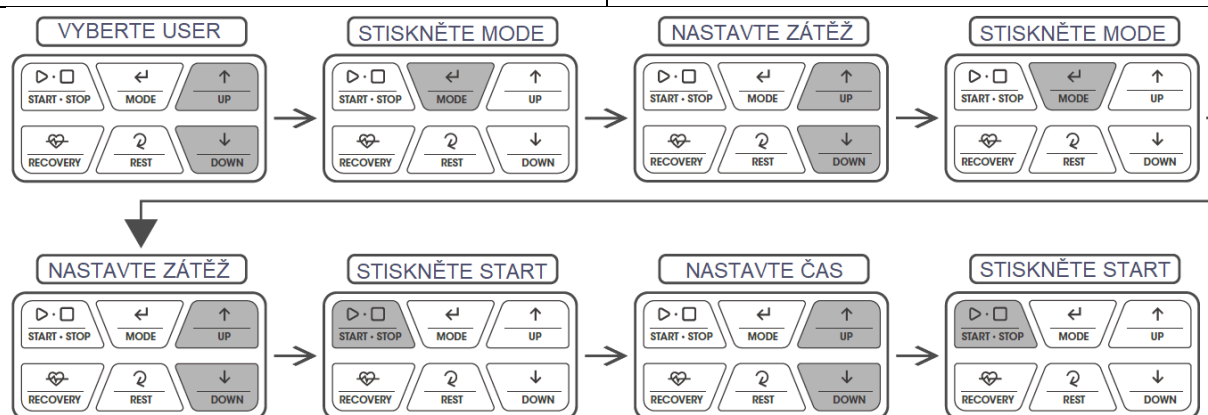 VYBERTE USER
STISKNĚTE MODE
NASTAVTE ZÁTĚŽ
STISKNĚTE MODE
START • STOP MODE UP
RECOVERY REST DOWN
START • STOP MODE UP
RECOVERY REST DOWN
START • STOP MODE UP
RECOVERY REST DOWN
START • STOP MODE UP
RECOVERY REST DOWN
NASTAVTE ZÁTĚŽ
STISKNĚTE START
NASTAVTE ČAS
STISKNĚTE START
START • STOP MODE UP
RECOVERY REST DOWN
START • STOP MODE UP
RECOVERY REST DOWN
START • STOP MODE UP
RECOVERY REST DOWN
START • STOP MODE UP
RECOVERY REST DOWN